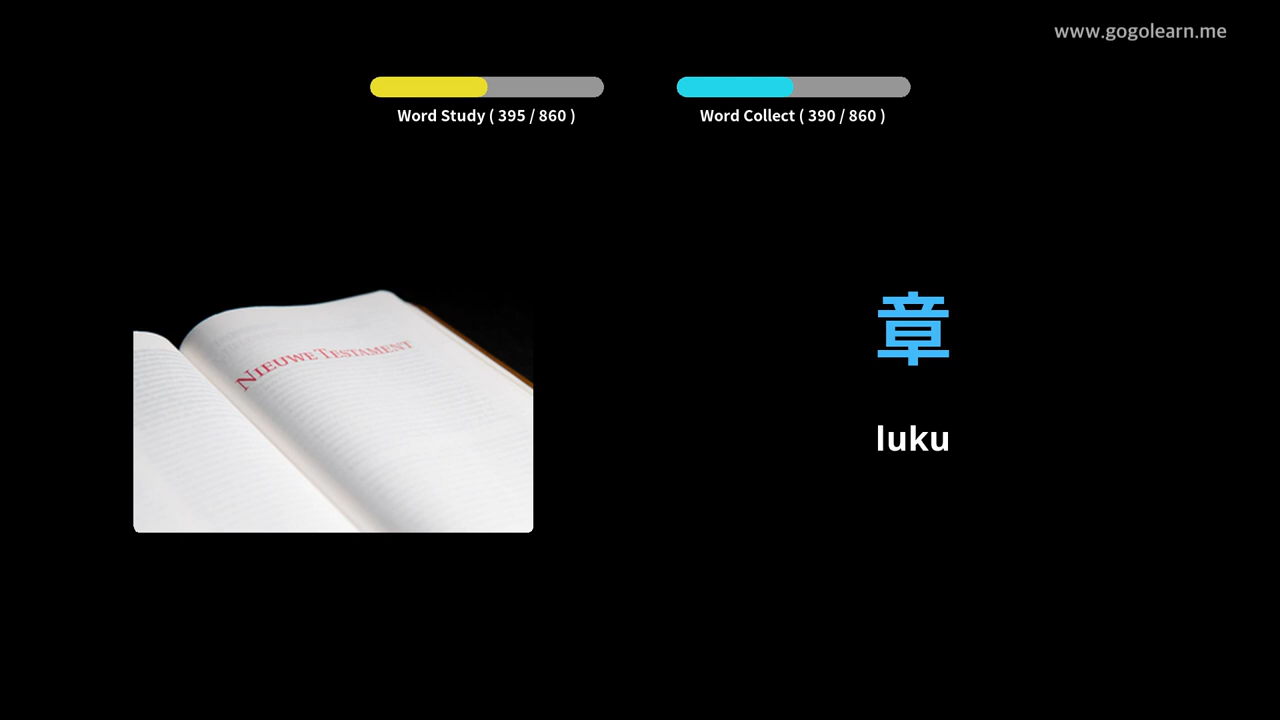 www.gogolearn.me
Word Study ( 395 / 860 )
Word Collect ( 390 / 860 )
NIEUWE TESTAMENT
章
luku